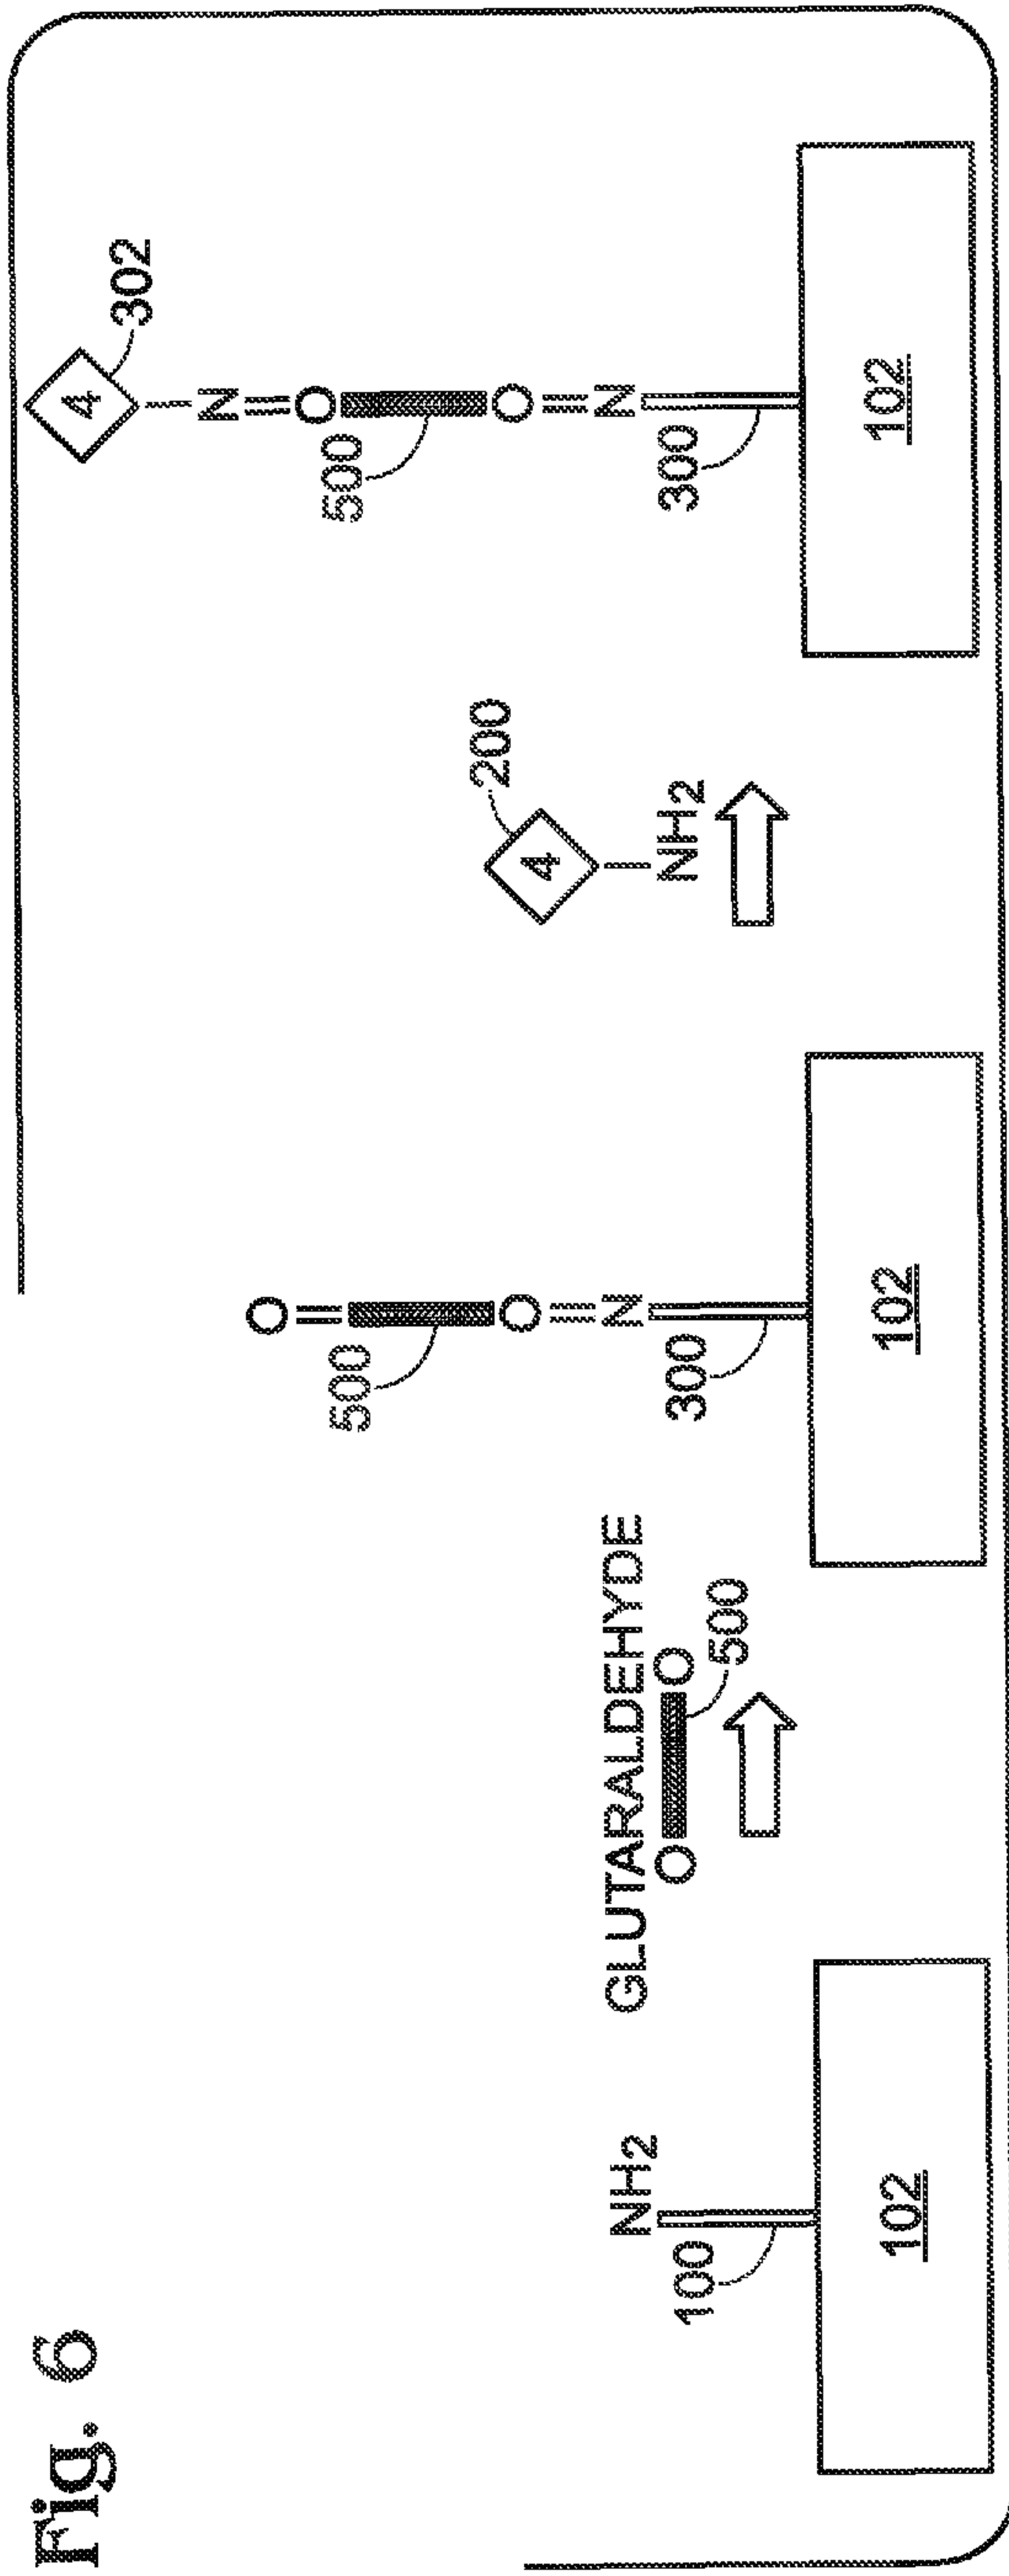 Fig. 6
NH2
100
102
GLUTARALDEHYDE
O O
500
O
500
O
=
N
300
102
4
200
NH2
4
302
N
=
O
500
O
=
N
300
102